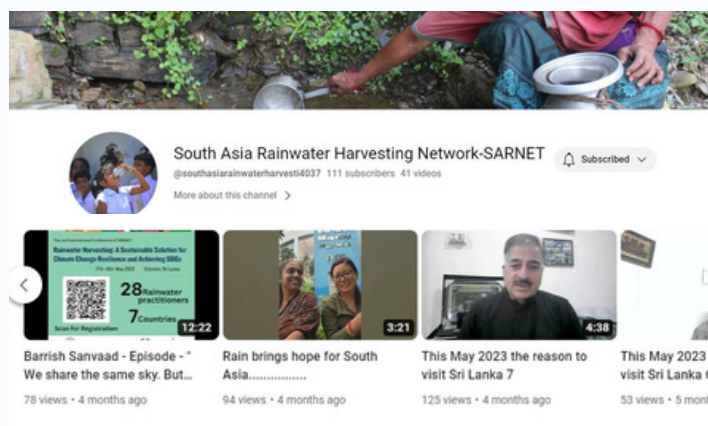 South Asia Rainwater Harvesting Network-SARNET
Subscribed
@southasiarainwaterharvesti4037 111 subscribers 41 videos
More about this channel
Rainwater Harvesting: A Sustainable Solution for
Climate Change Resilience and Achieving SDGs
28 Rainwater
practitioners
7 Countries
Scan for Registration
12:22
3:21
4:38
Barrish Sanvaad - Episode - "
We share the same sky. But...
78 views • 4 months ago
Rain brings hope for South
Asia.................
94 views • 4 months ago
This May 2023 the reason to
visit Sri Lanka 7
125 views • 4 months ago
This May 2023
visit Sri Lanka
53 views • 5 mont